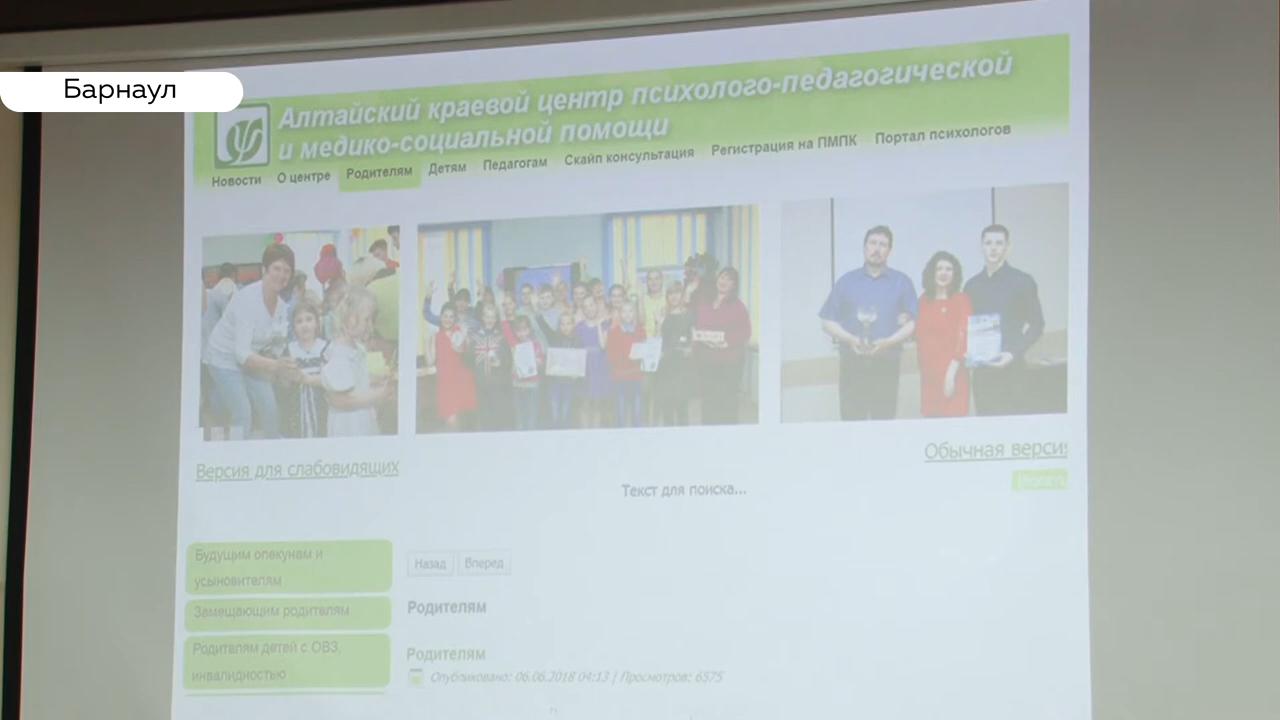 Барнаул
Алтайский краевой центр психолого-педагогической
и медико-социальной помощи
Новости О центре Родителям Детям Педагогам Скайп консультация Регистрация на ПМПК Портал психологов
Версия для слабовидящих
Обычная версия
Текст для поиска...
Будущим опекунам и
усыновителям
Замещающим родителям
Родителям детей с ОВЗ,
инвалидностью
Назад Вперед
Родителям
Родителям
Опубликовано: 06.06.2018 04:13 | Просмотров: 6575